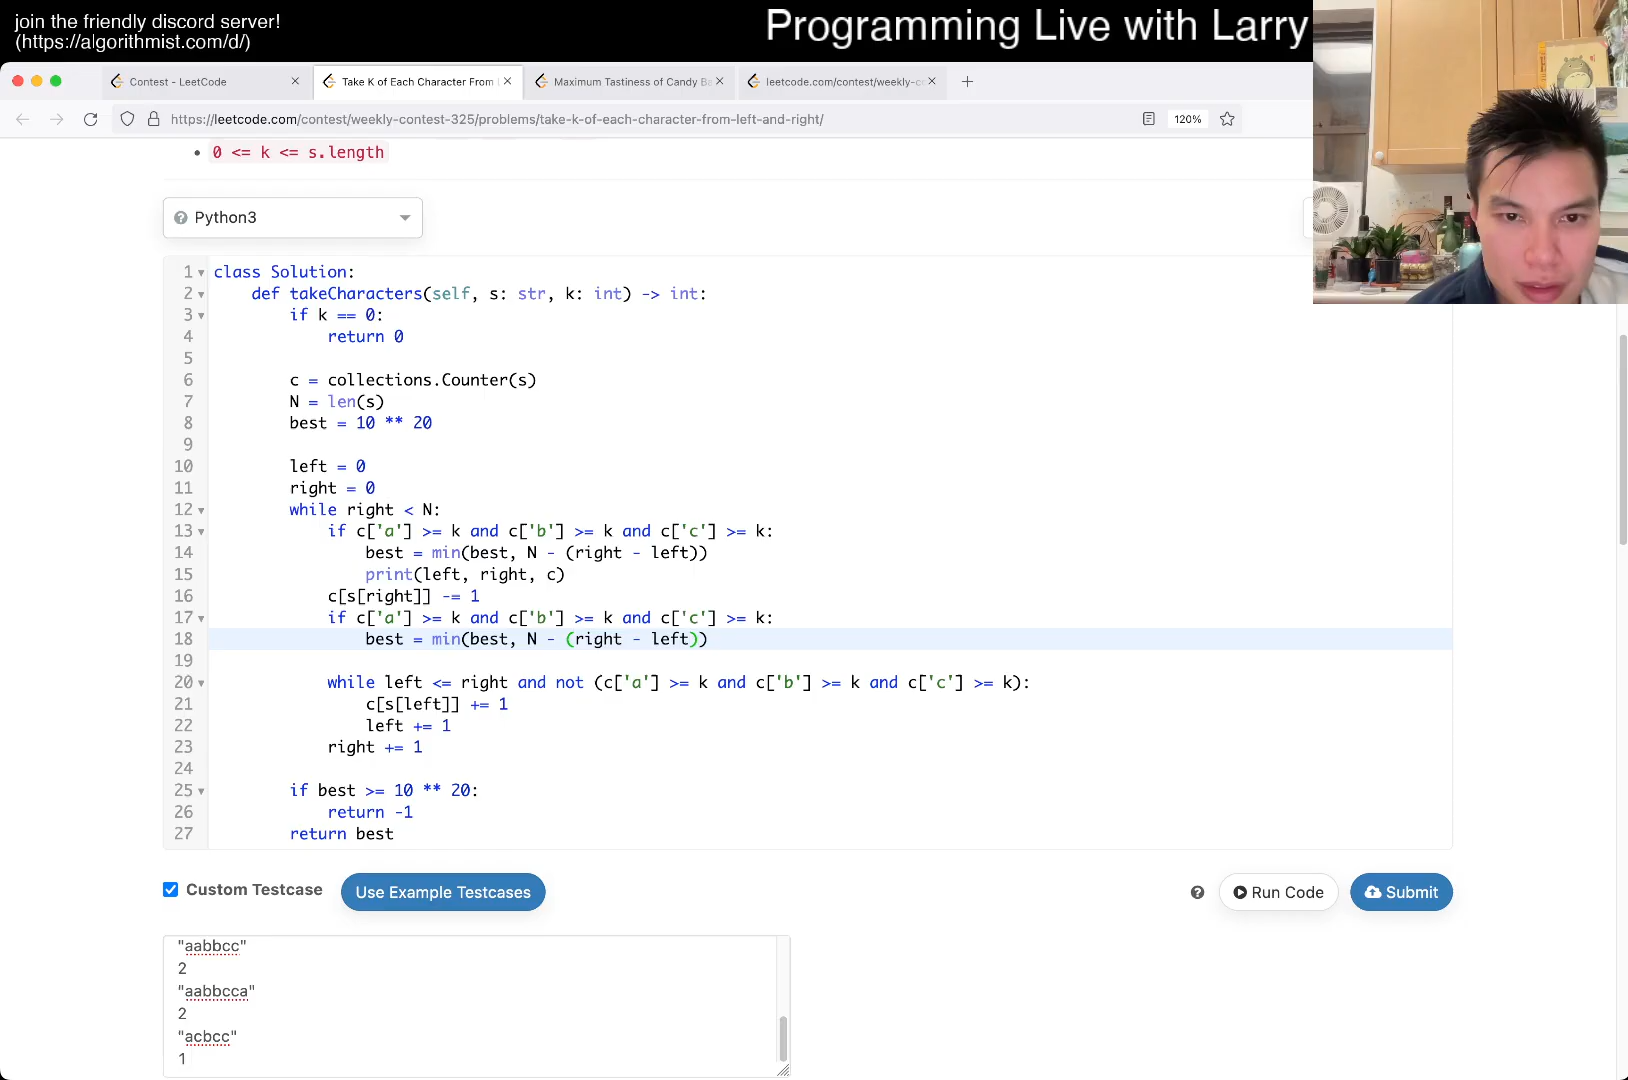 join the friendly discord server!
(https://algorithmist.com/d/)
Programming Live with Larry
Contest - LeetCode
Take K of Each Character From
Maximum Tastiness of Candy Ba
leetcode.com/contest/weekly-c
https://leetcode.com/contest/weekly-contest-325/problems/take-k-of-each-character-from-left-and-right/
120%
• 0 <= k <= s.length
Python3
1 class Solution:
2     def takeCharacters(self, s: str, k: int) -> int:
3         if k == 0:
4             return 0
5
6         c = collections.Counter(s)
7         N = len(s)
8         best = 10 ** 20
9
10         left = 0
11         right = 0
12         while right < N:
13             if c['a'] >= k and c['b'] >= k and c['c'] >= k:
14                 best = min(best, N - (right - left))
15                 print(left, right, c)
16             c[s[right]] -= 1
17             if c['a'] >= k and c['b'] >= k and c['c'] >= k:
18                 best = min(best, N - (right - left))
19
20             while left <= right and not (c['a'] >= k and c['b'] >= k and c['c'] >= k):
21                 c[s[left]] += 1
22                 left += 1
23             right += 1
24
25         if best >= 10 ** 20:
26             return -1
27         return best
Custom Testcase
Use Example Testcases
Run Code
Submit
"aabbcc"
2
"aabbcca"
2
"acbcc"
1